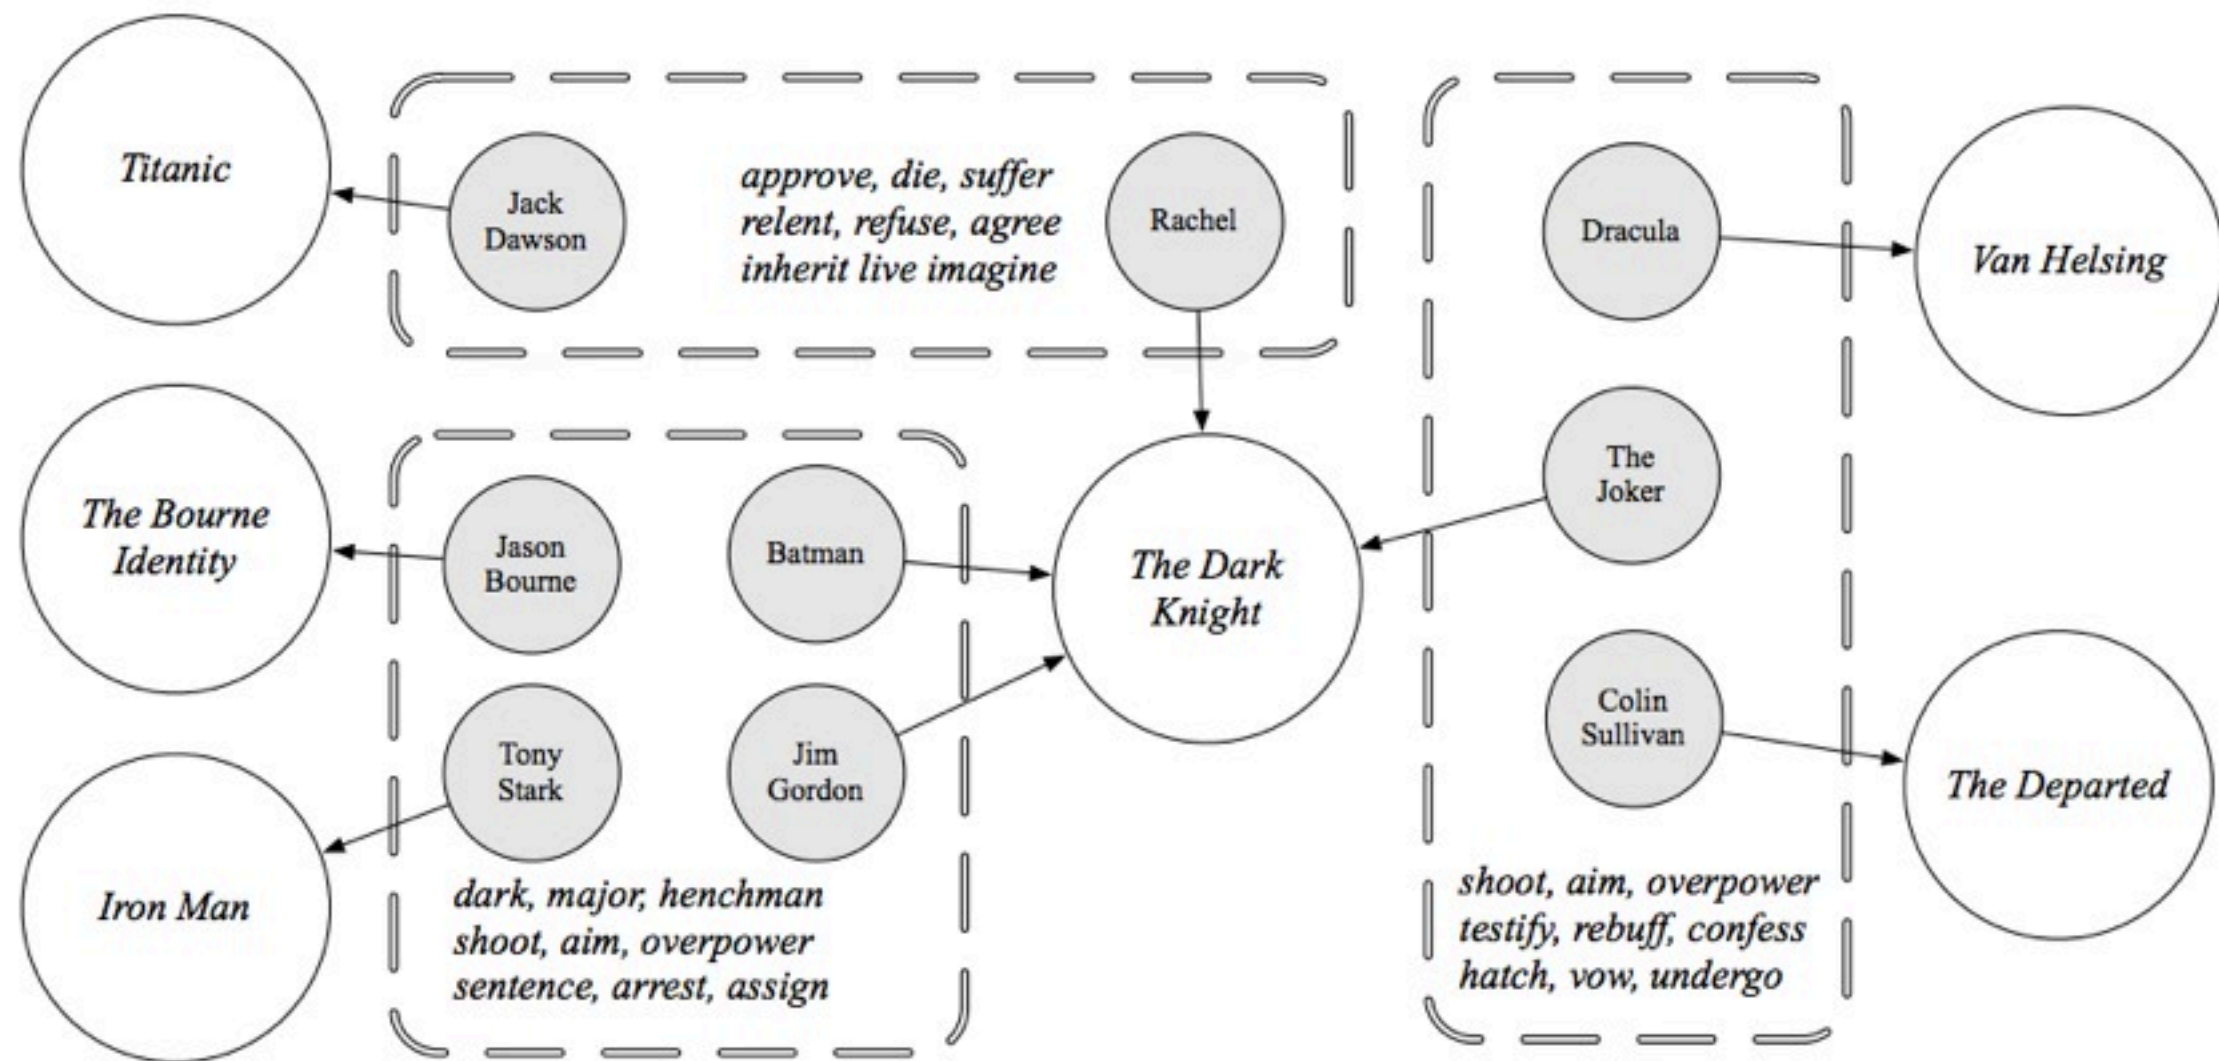 Titanic
Jack
Dawson
approve, die, suffer
relent, refuse, agree
inherit live imagine
Rachel
Dracula
Van Helsing
The Bourne
Identity
Jason
Bourne
Batman
The Dark
Knight
The
Joker
Iron Man
Tony
Stark
Jim
Gordon
dark, major, henchman
shoot, aim, overpower
sentence, arrest, assign
Colin
Sullivan
The Departed
shoot, aim, overpower
testify, rebuff, confess
hatch, vow, undergo